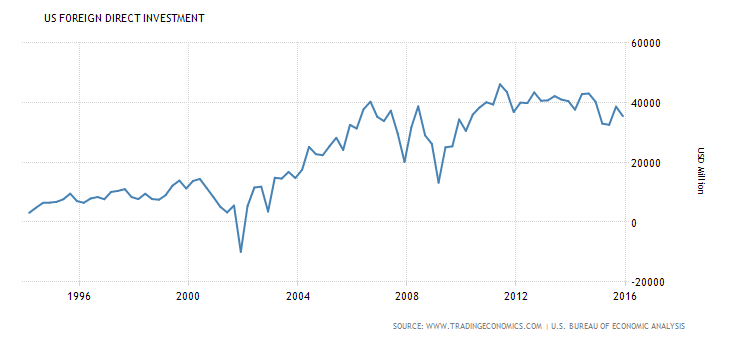 US FOREIGN DIRECT INVESTMENT
60000
40000
20000
0
-20000
USD Million
1996 2000 2004 2008 2012 2016
SOURCE: WWW.TRADINGECONOMICS.COM | U.S. BUREAU OF ECONOMIC ANALYSIS